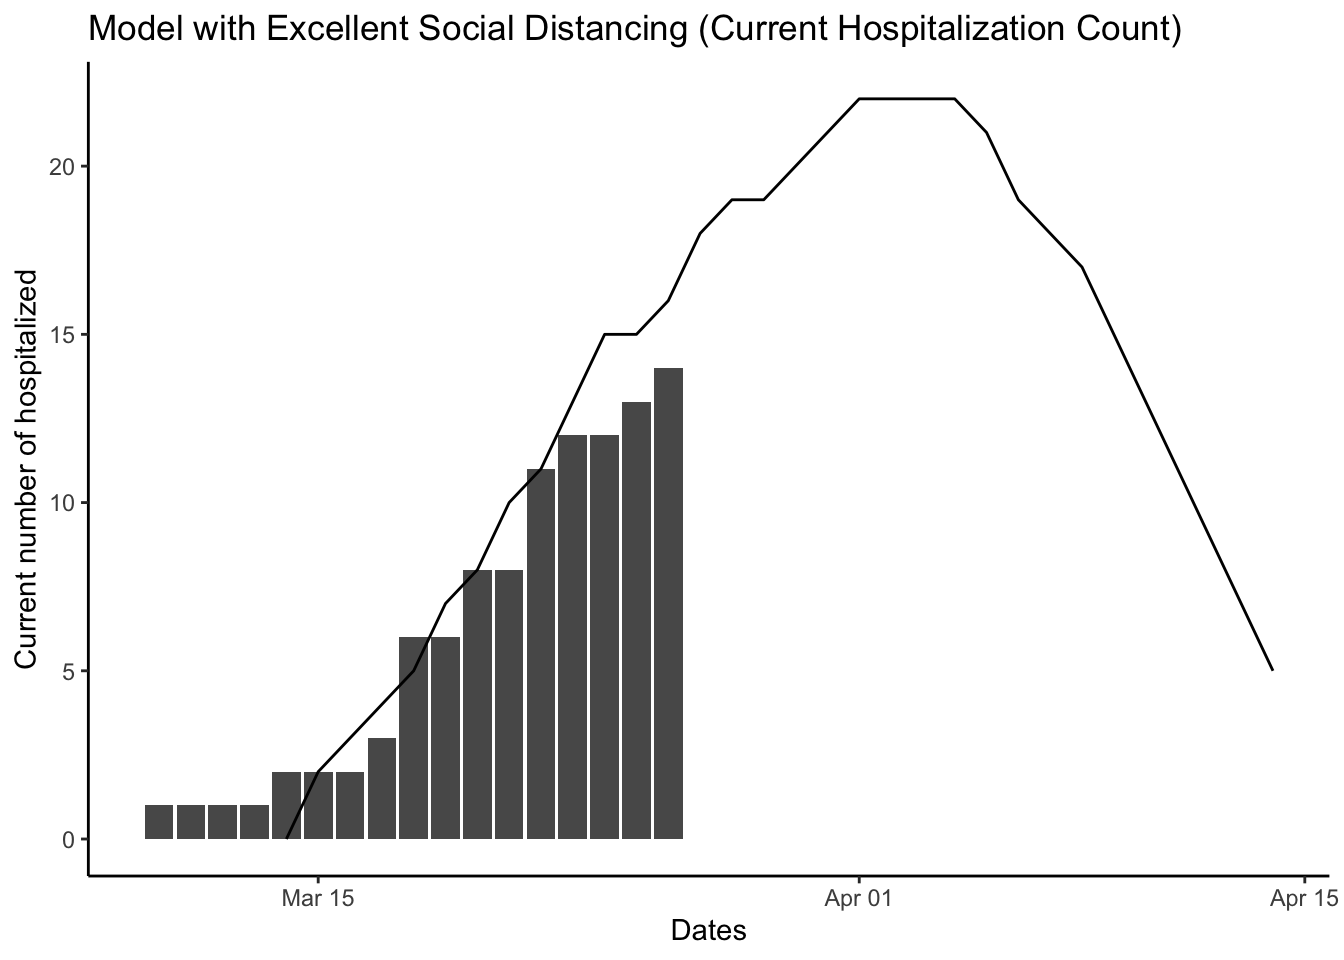 Model with Excellent Social Distancing (Current Hospitalization Count)
Current number of hospitalized
20
15
10
5
0
Mar 15
Apr 01
Apr 15
Dates